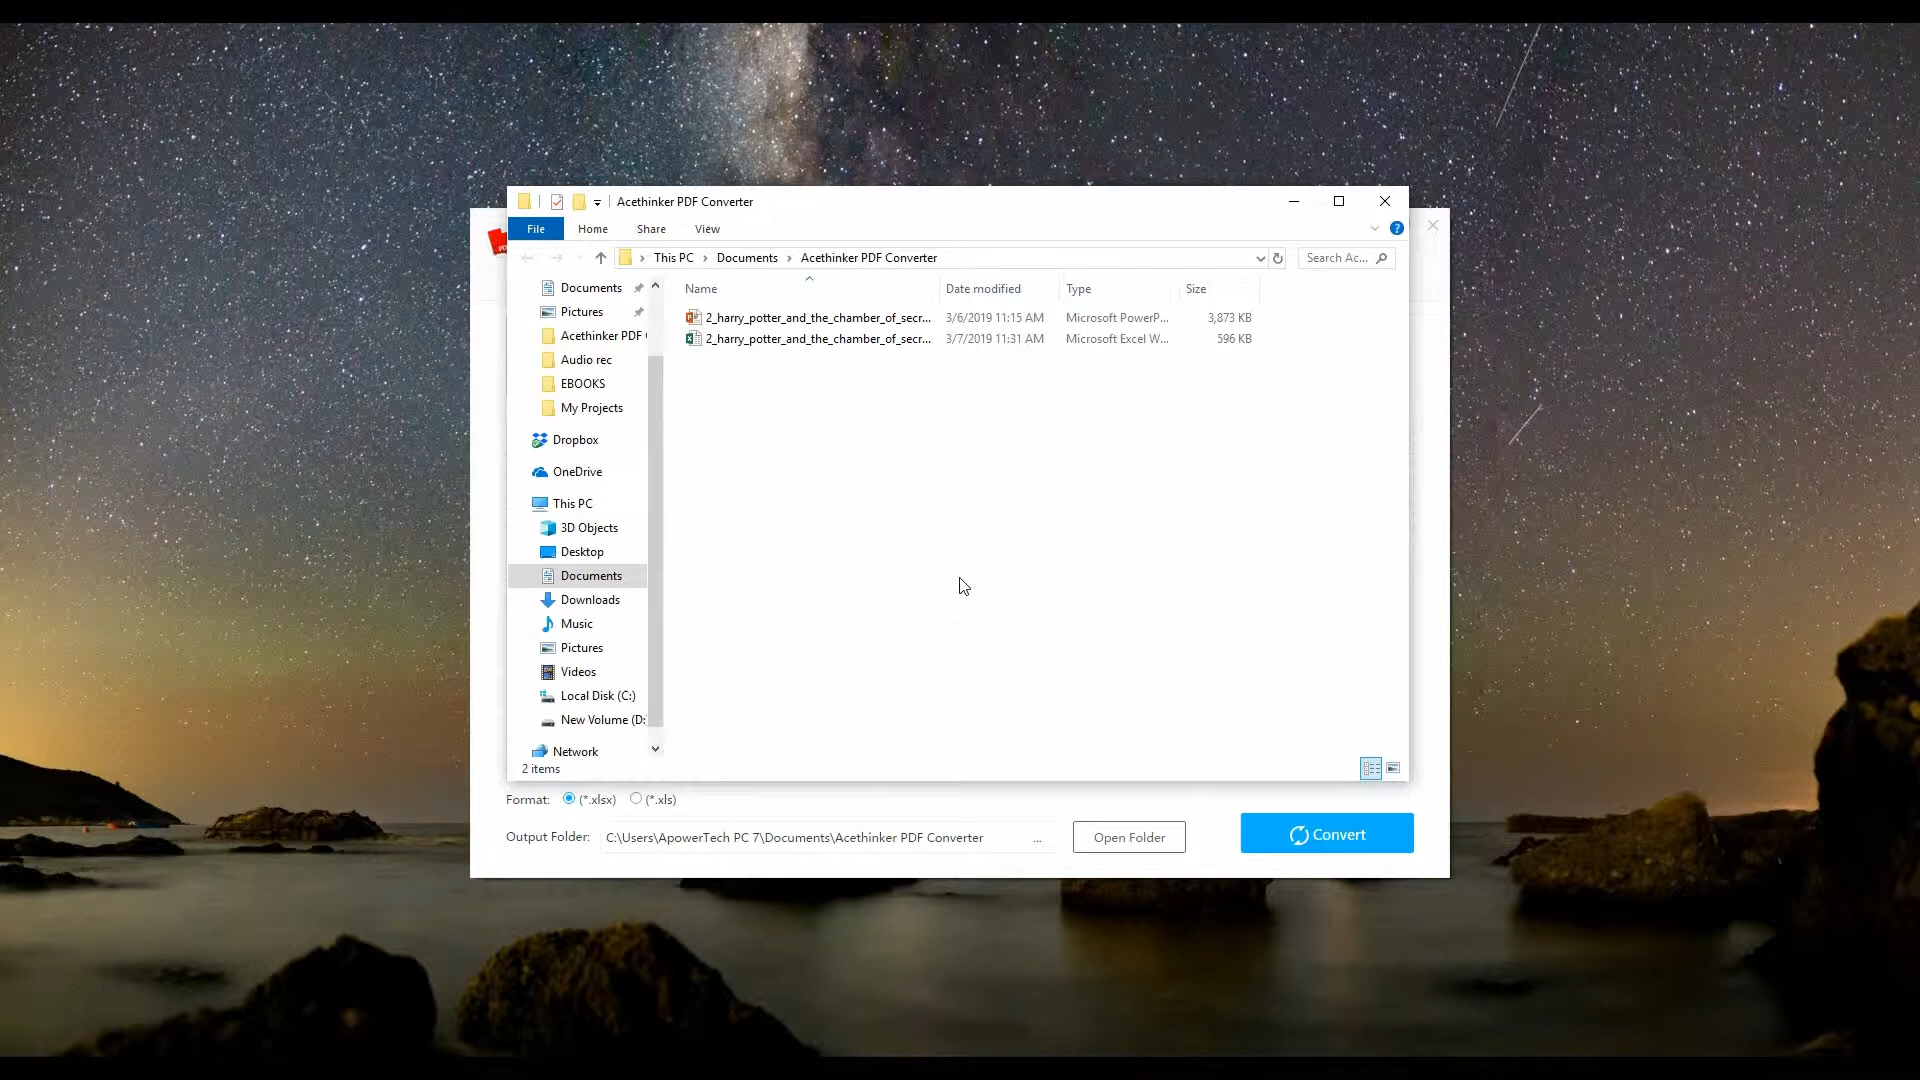 Acethinker PDF Converter
File Home Share View
This PC Documents Acethinker PDF Converter Search Ac...
Name Date modified Type Size
2_harry_potter_and_the_chamber_of_secr... 3/6/2019 11:15 AM Microsoft PowerP... 3,873 KB
2_harry_potter_and_the_chamber_of_secr... 3/7/2019 11:31 AM Microsoft Excel W... 596 KB
Documents
Pictures
Acethinker PDF
Audio rec
EBOOKS
My Projects
Dropbox
OneDrive
This PC
3D Objects
Desktop
Documents
Downloads
Music
Pictures
Videos
Local Disk (C:)
New Volume (D:
Network
2 items
Format: (*.xlsx) (*.xls)
Output Folder: C:\Users\ApowerTech PC 7\Documents\Acethinker PDF Converter ... Open Folder Convert